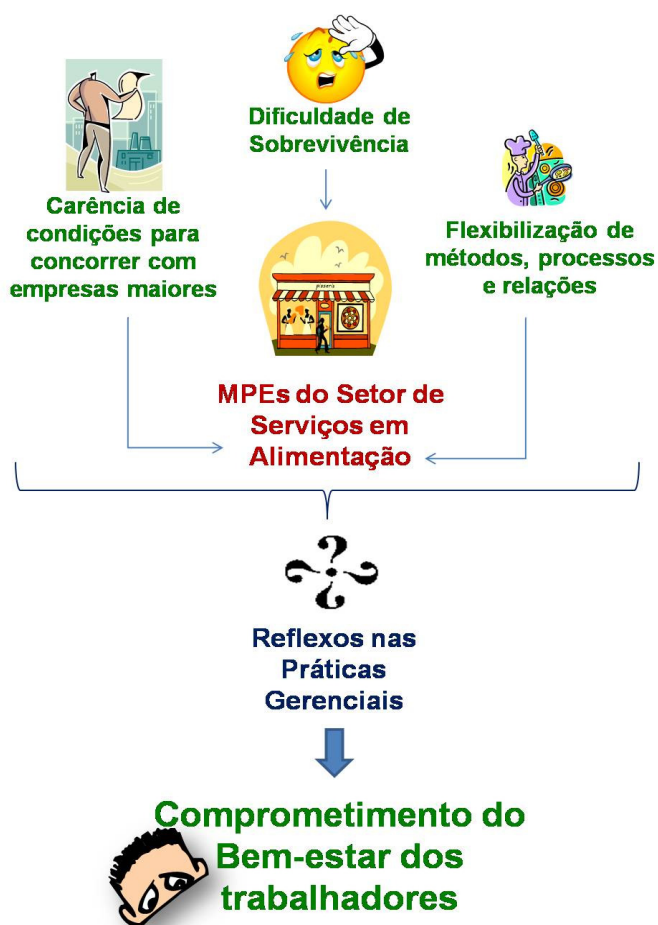 Dificuldade de
Sobrevivência
Carência de
condições para
concorrer com
empresas maiores
Flexibilização de
métodos, processos
e relações
pizzeria
MPEs do Setor de
Serviços em
Alimentação
Reflexos nas
Práticas
Gerenciais
Comprometimento do
Bem-estar dos
trabalhadores